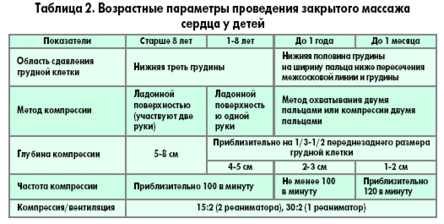 Таблица 2. Возрастные параметры проведения закрытого массажа
сердца у детей
Показатели
Старше 8 лет
1-8 лет
До 1 года
До 1 месяца
Область сдавления
грудной клетки
Нижняя треть грудины
Нижняя половина грудины
на ширину пальца ниже пересечения
межсосковой линии и грудины
Метод компрессии
Ладонной
поверхностью
(участвуют две
руки)
Ладонной
поверхность
ю одной
руки
Метод охватывания двумя
пальцами или компрессии двумя
пальцами
Глубина компрессии
5-8 см
Приблизительно на 1/3-1/2 переднезаднего размера
грудной клетки
4-5 см
2-3 см
1-2 см
Частота компрессии
Приблизительно 100 в минуту
Не менее 100
в минуту
Приблизительно
120 в минуту
Компрессия/вентиляция
15:2 (2 реаниматора), 30:2 (1 реаниматор)